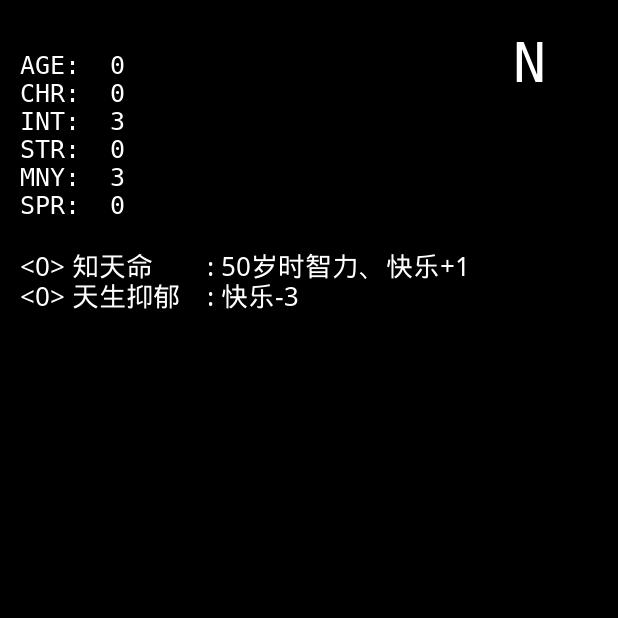 N
AGE: 0
CHR: 0
INT: 3
STR: 0
MNY: 3
SPR: 0
<0> 知天命 : 50岁时智力、快乐+1
<0> 天生抑郁 : 快乐-3